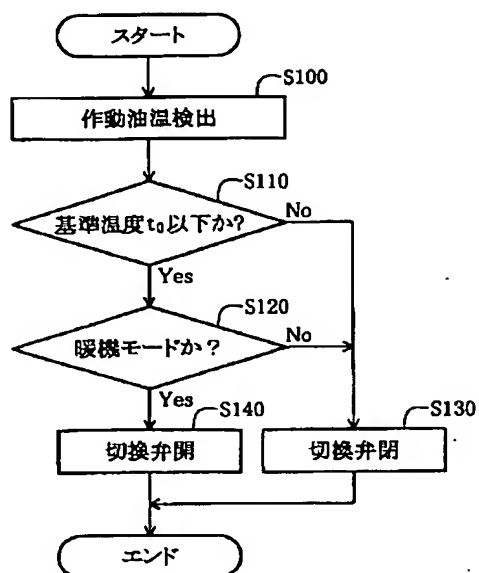 スタート
S100
作動油温検出
S110
基準温度t₀以下か?
No
Yes
S120
暖機モードか?
No
Yes
S140
S130
切換弁開
切換弁閉
エンド